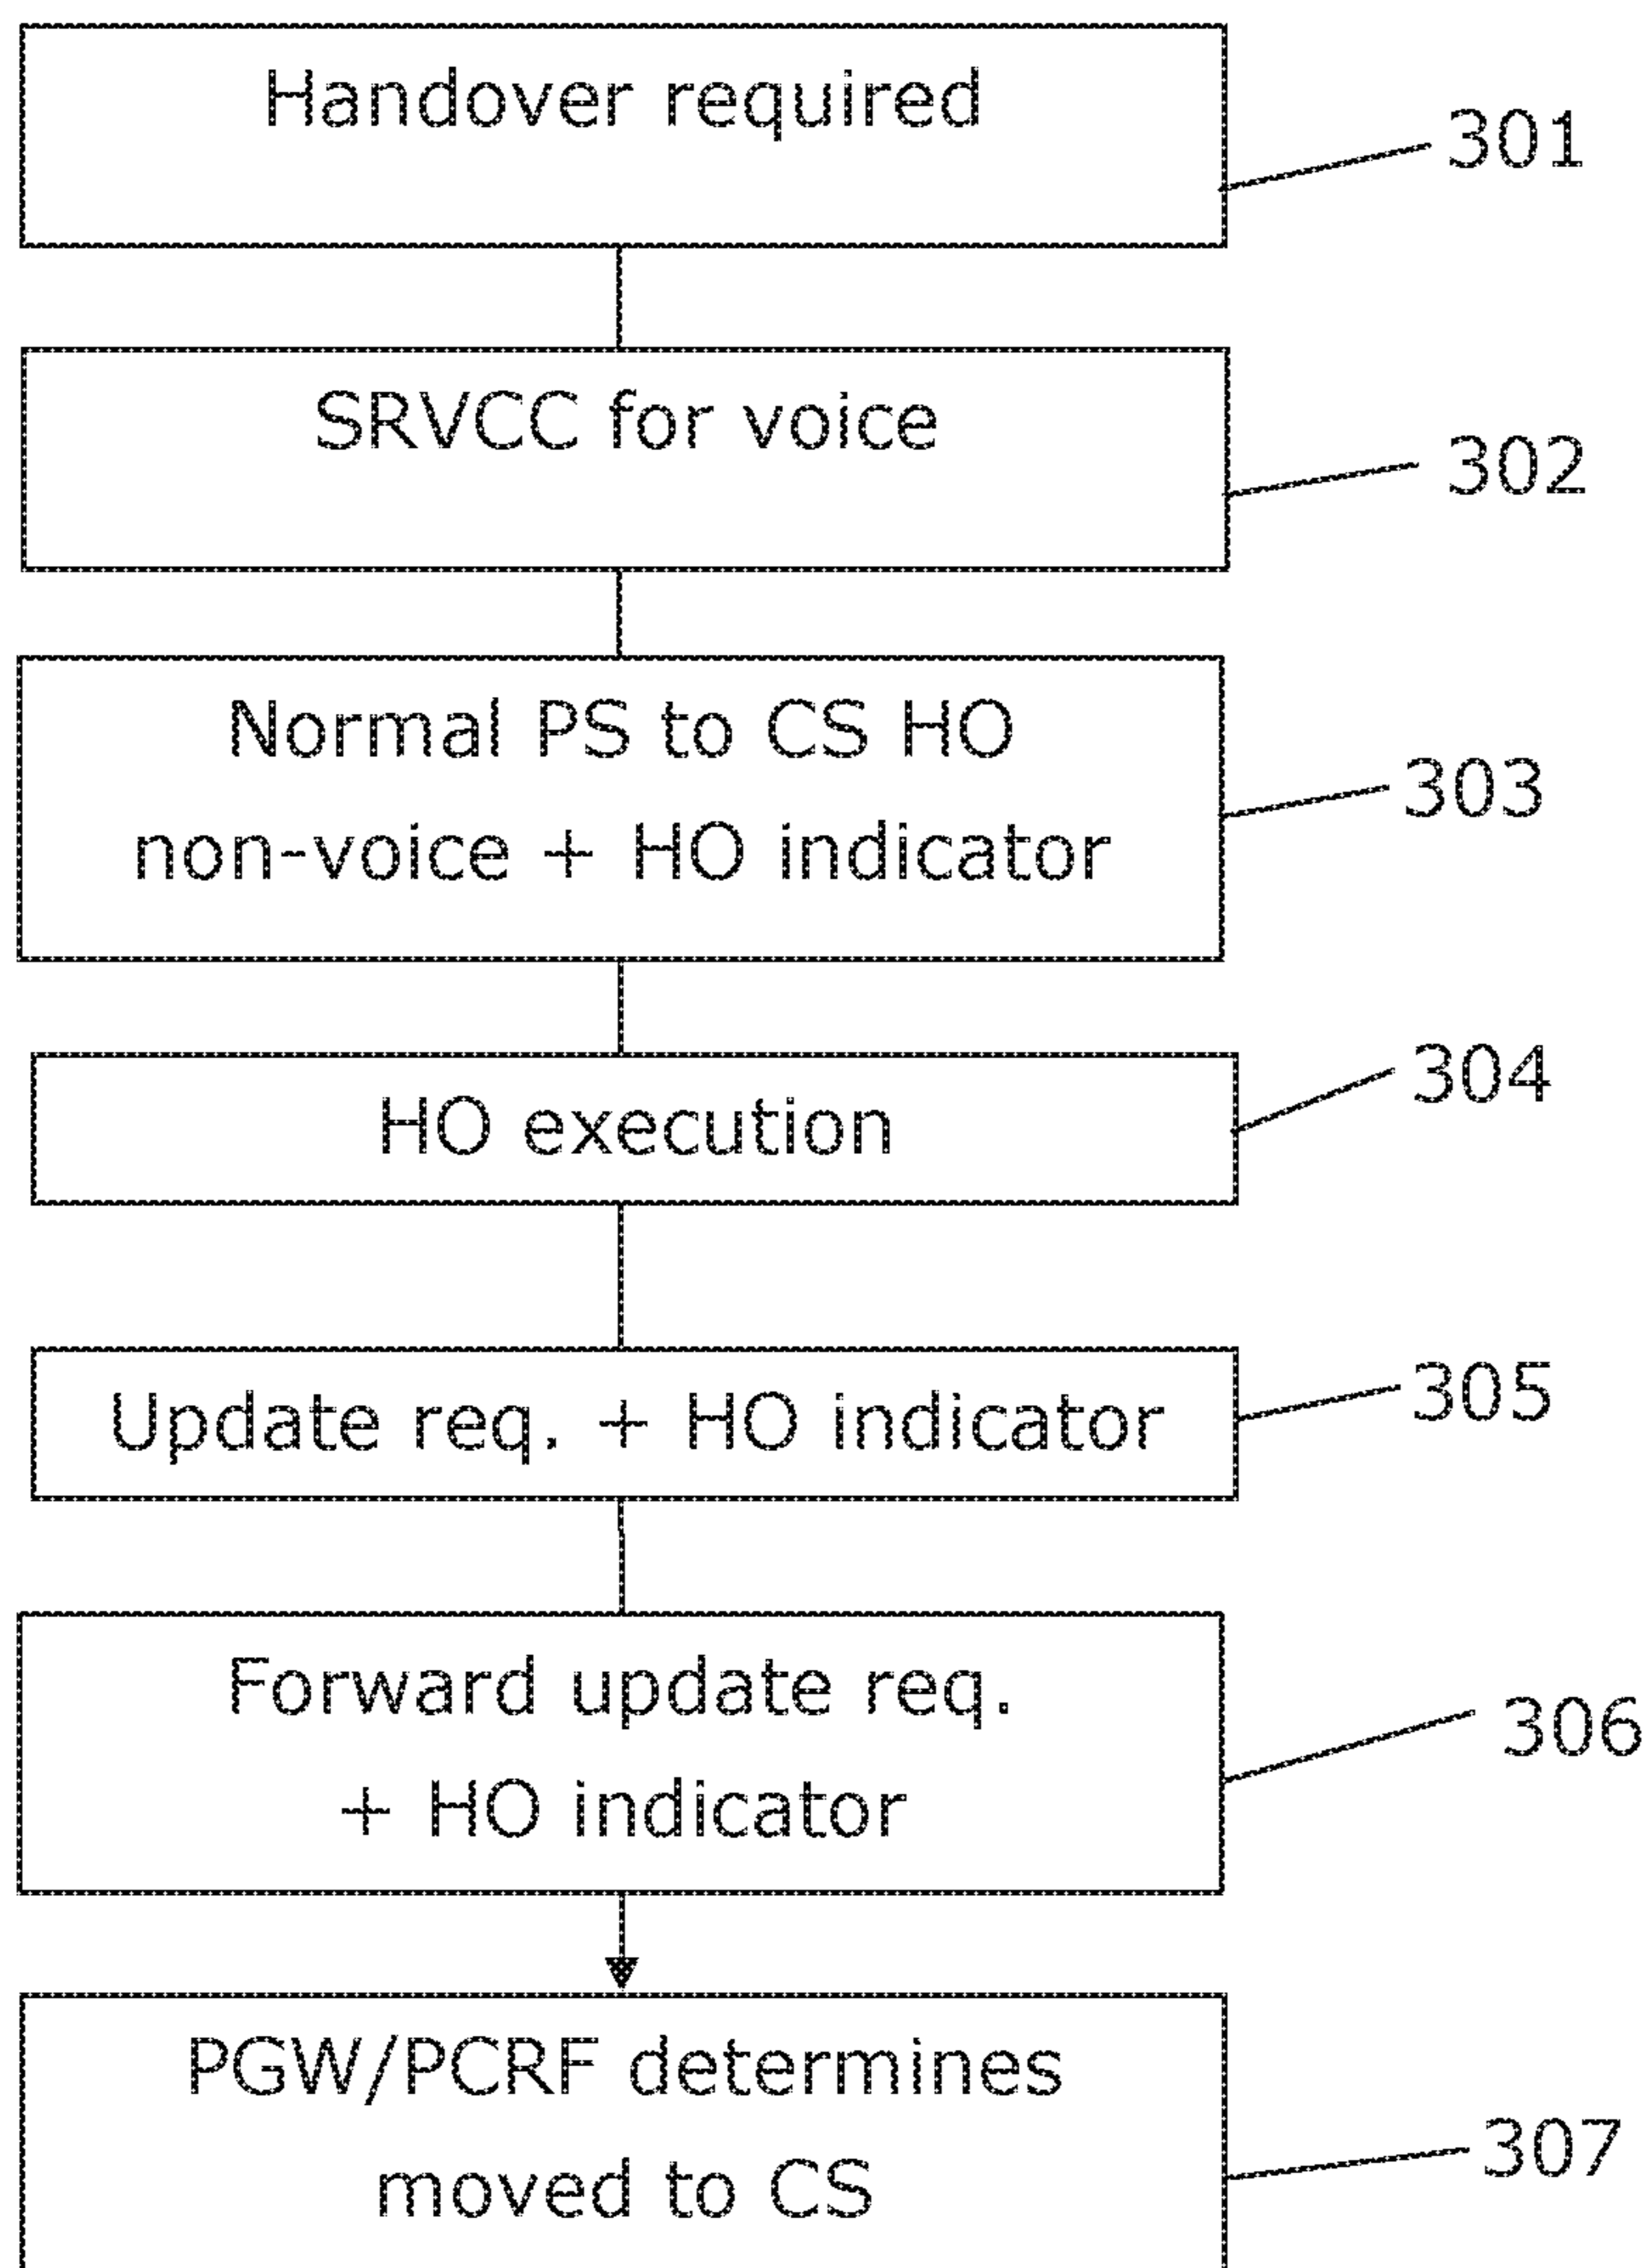 Handover required
301
SRVCC for voice
302
Normal PS to CS HO
non-voice + HO indicator
303
HO execution
304
Update req. + HO indicator
305
Forward update req.
+ HO indicator
306
PGW/PCRF determines
moved to CS
307